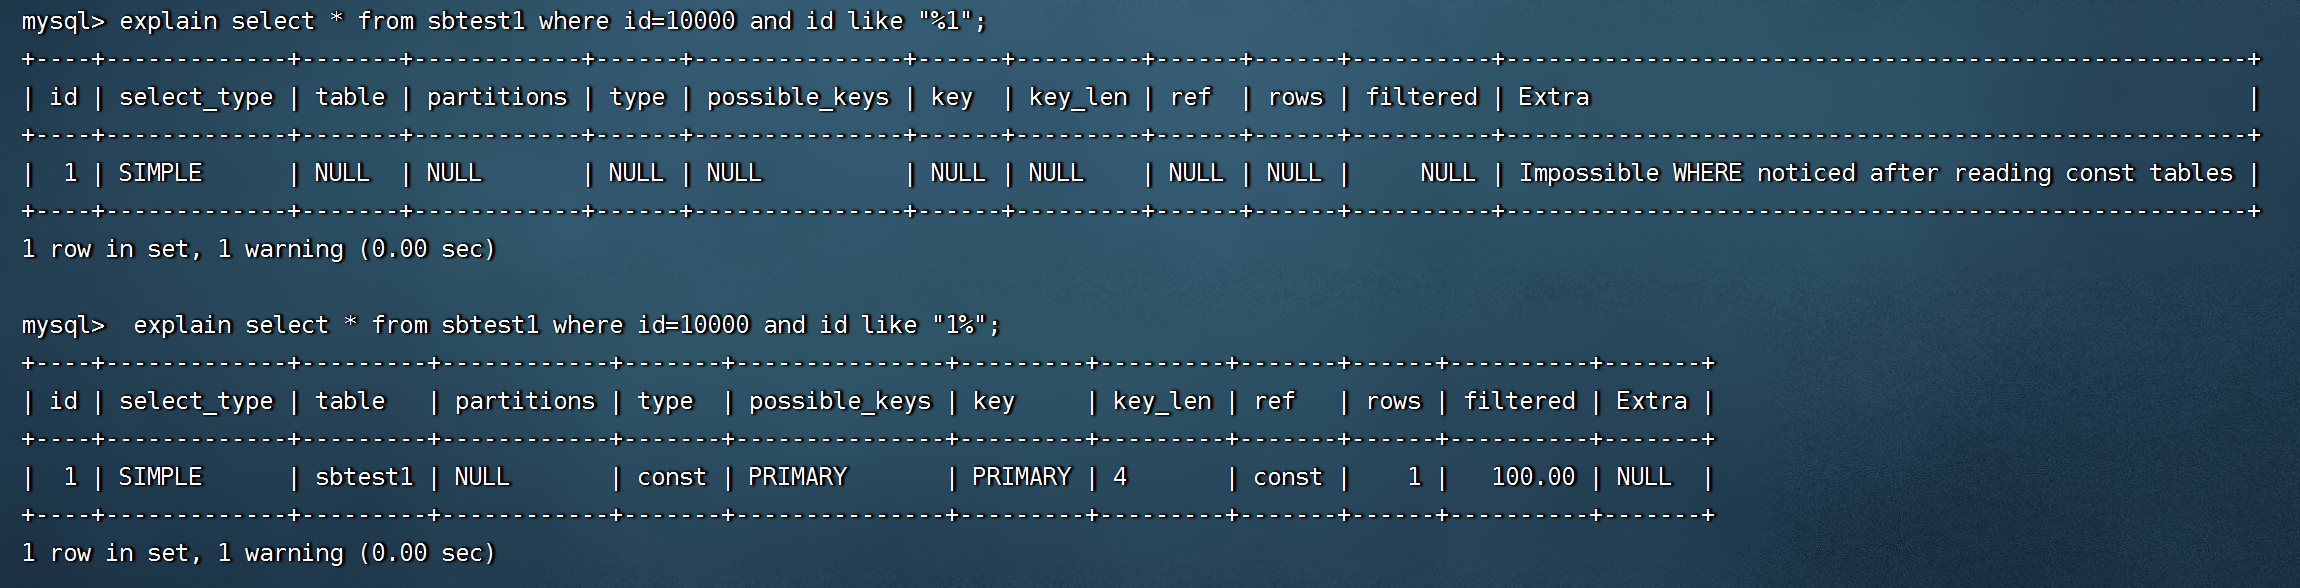 mysql> explain select * from sbtest1 where id=10000 and id like "%1";
+----+-------------+-------+------------+------+---------------+------+---------+------+------+----------+-----------------------------------------------------+
| id | select_type | table | partitions | type | possible_keys | key  | key_len | ref  | rows | filtered | Extra                                               |
+----+-------------+-------+------------+------+---------------+------+---------+------+------+----------+-----------------------------------------------------+
|  1 | SIMPLE      | NULL  | NULL       | NULL | NULL          | NULL | NULL    | NULL | NULL |     NULL | Impossible WHERE noticed after reading const tables |
+----+-------------+-------+------------+------+---------------+------+---------+------+------+----------+-----------------------------------------------------+
1 row in set, 1 warning (0.00 sec)

mysql>  explain select * from sbtest1 where id=10000 and id like "1%";
+----+-------------+---------+------------+-------+---------------+---------+---------+-------+------+----------+-------+
| id | select_type | table   | partitions | type  | possible_keys | key     | key_len | ref   | rows | filtered | Extra |
+----+-------------+---------+------------+-------+---------------+---------+---------+-------+------+----------+-------+
|  1 | SIMPLE      | sbtest1 | NULL       | const | PRIMARY       | PRIMARY | 4       | const |    1 |   100.00 | NULL  |
+----+-------------+---------+------------+-------+---------------+---------+---------+-------+------+----------+-------+
1 row in set, 1 warning (0.00 sec)